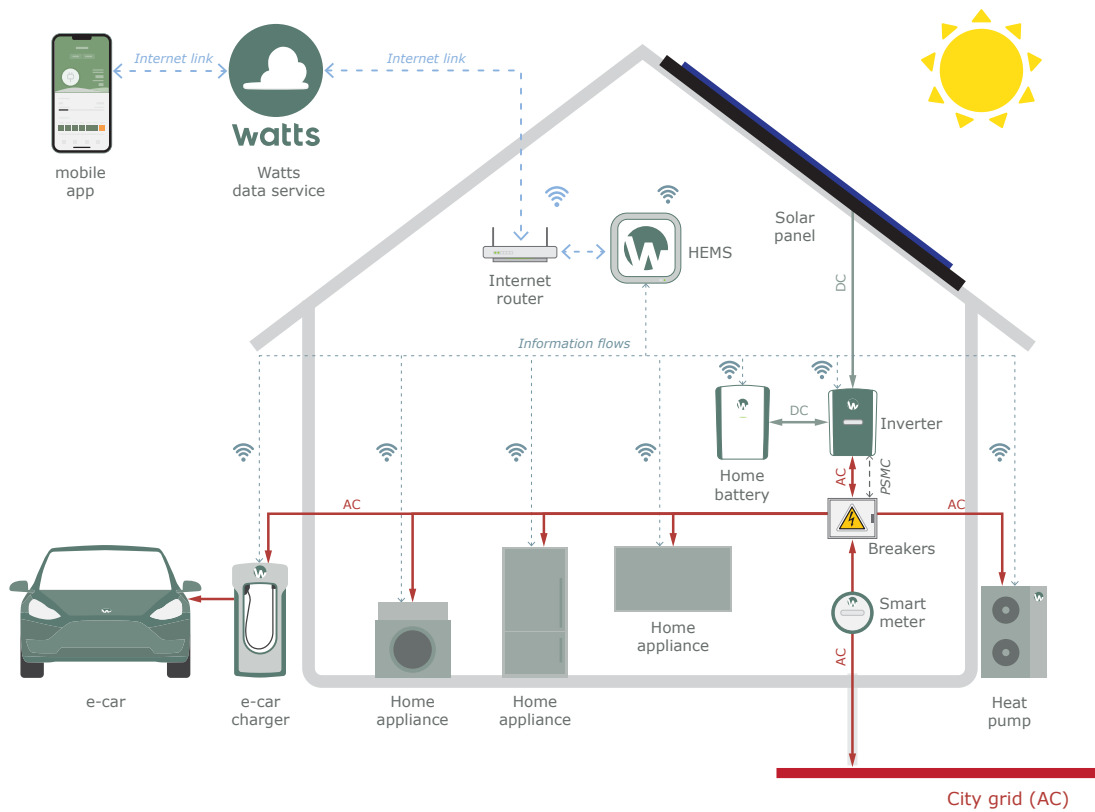 Internet link
Internet link
watts
mobile
app
Watts
data service
Solar
panel
HEMS
Internet
router
DC
Information flows
DC
Inverter
Home
battery
AC
PSMC
AC
AC
Breakers
Smart
meter
Home
appliance
AC
e-car
e-car
charger
Home
appliance
Home
appliance
Heat
pump
City grid (AC)